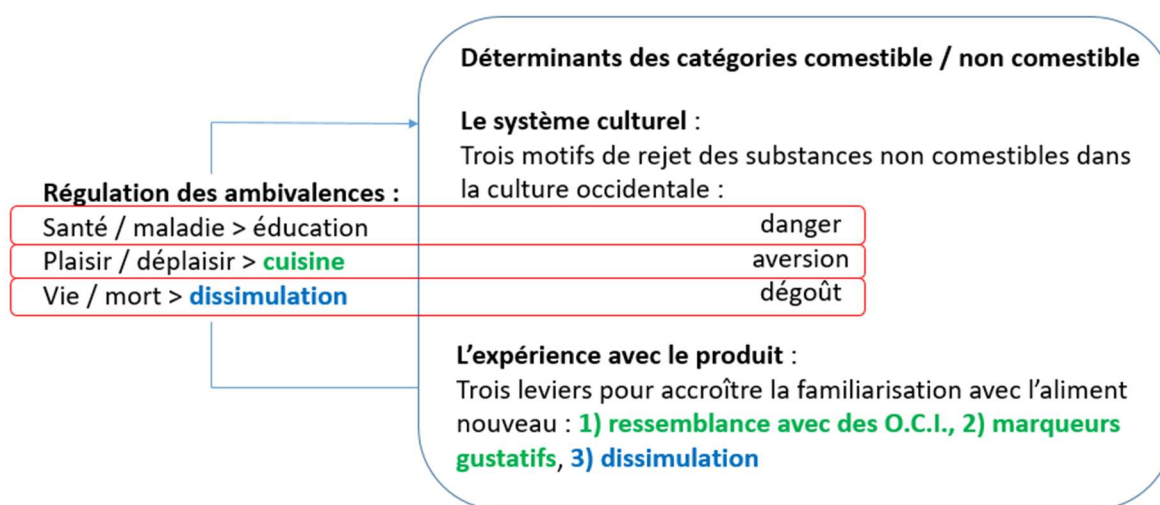 Déterminants des catégories comestible / non comestible
Le système culturel :
Trois motifs de rejet des substances non comestibles dans
la culture occidentale :
Régulation des ambivalences :
Santé / maladie > éducation danger
Plaisir / déplaisir > cuisine aversion
Vie / mort > dissimulation dégoût
L'expérience avec le produit :
Trois leviers pour accroître la familiarisation avec l'aliment
nouveau : 1) ressemblance avec des O.C.I., 2) marqueurs
gustatifs, 3) dissimulation